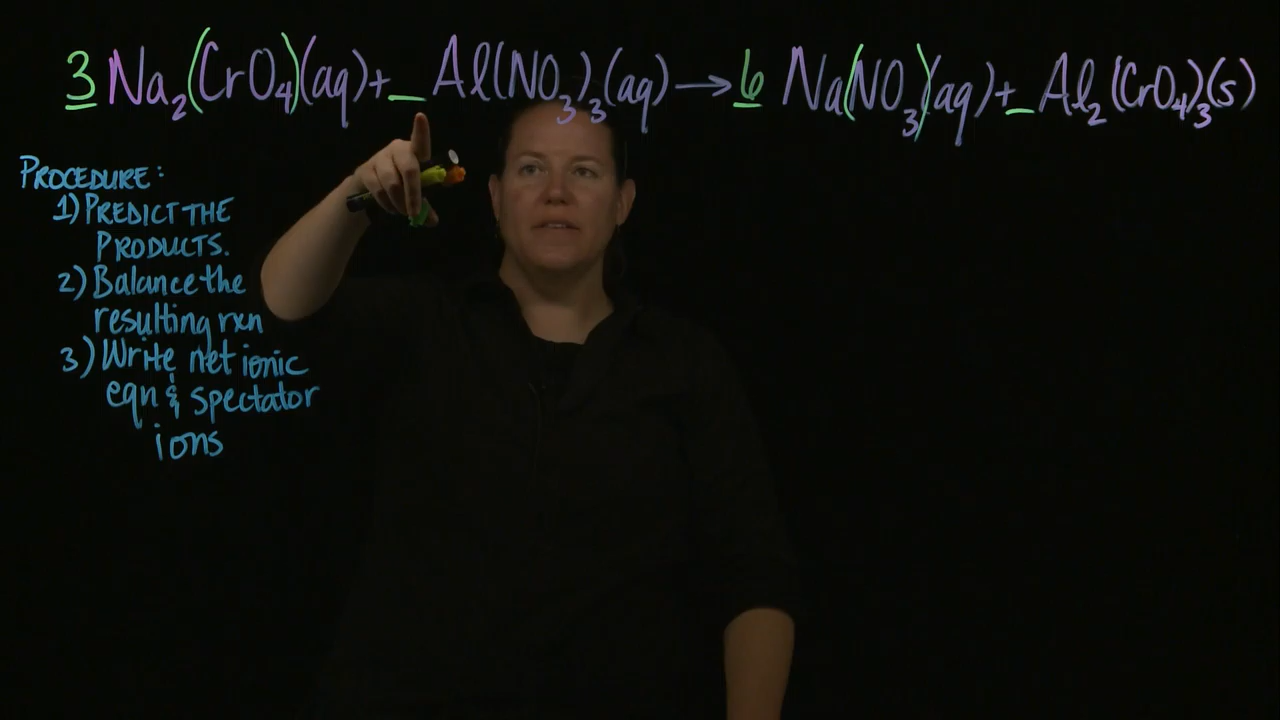 3 Na₂(CrO₄)(aq) + _ Al(NO₃)₃(aq) → 6 Na(NO₃)(aq) + _ Al₂(CrO₄)₃(s)
PROCEDURE:
1) PREDICT THE
PRODUCTS.
2) Balance the
resulting rxn
3) Write net ionic
eqn & spectator
ions